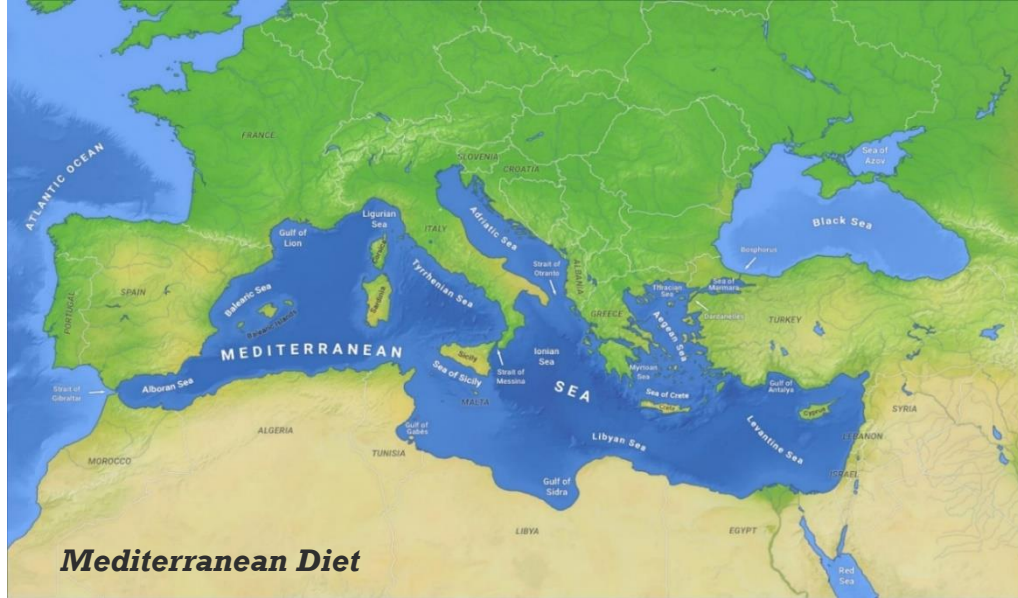 FRANCE
SLOVENIA
CROATIA
Sea of
Azov
ATLANTIC OCEAN
Black Sea
Ligurian
Sea
Gulf of
Lion
ITALY
Adriatic Sea
Bosphorus
Strait of
Otranto
ALBANIA
Tyrrhenian Sea
SPAIN
PORTUGAL
Balearic Sea
Balearic Islands
Sardinia
Thracian
Sea
Sea of
Marmara
Dardanelles
GREECE
Aegean Sea
TURKEY
MEDITERRANEAN
SEA
Sicily
Sea of Sicily
Ionian
Sea
Strait of
Messina
Myrtoan
Sea
Sea of Crete
Crete
Gulf of
Antalya
Cyprus
SYRIA
Strait of
Gibraltar
Alboran Sea
MALTA
Gulf of
Gabès
ALGERIA
TUNISIA
MOROCCO
Libyan Sea
Levantine Sea
LEBANON
ISRAEL
Gulf of
Sidra
LIBYA
EGYPT
Red
Sea
Mediterranean Diet